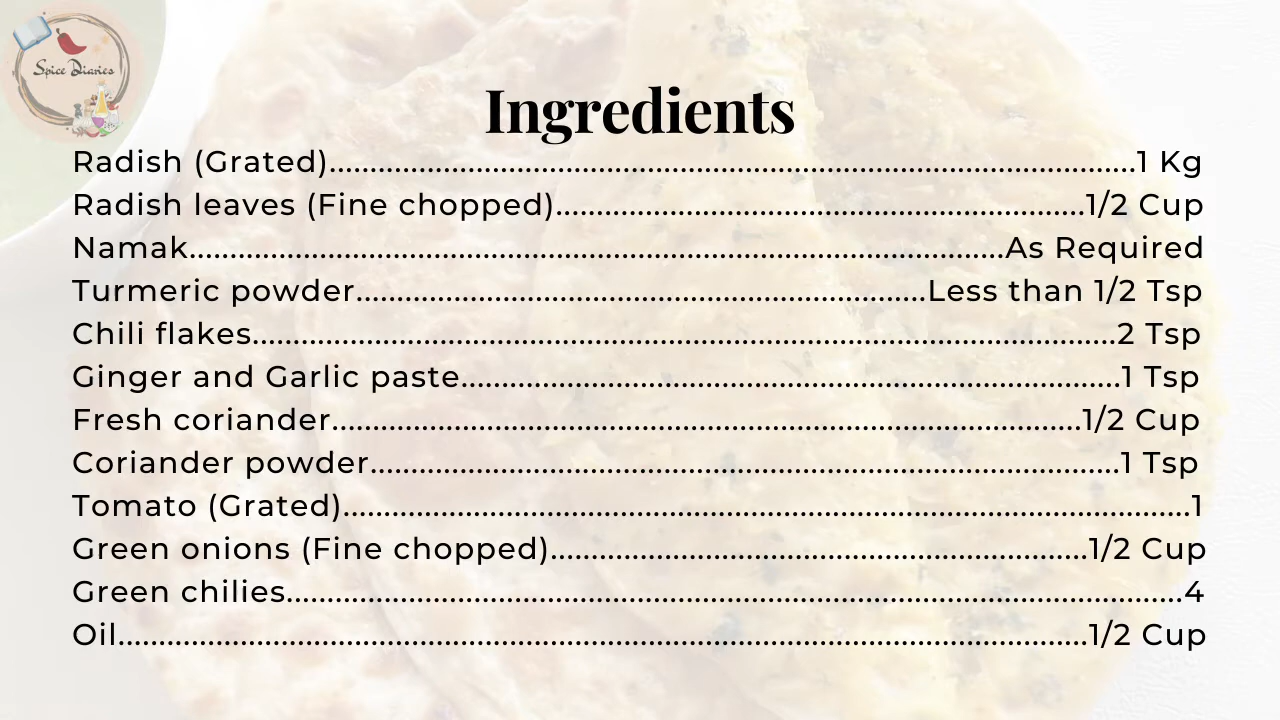 Spice Diaries
Ingredients
Radish (Grated)....................................................................................................1 Kg
Radish leaves (Fine chopped).................................................................1/2 Cup
Namak....................................................................................................As Required
Turmeric powder......................................................................Less than 1/2 Tsp
Chili flakes..........................................................................................................2 Tsp
Ginger and Garlic paste.................................................................................1 Tsp
Fresh coriander............................................................................................1/2 Cup
Coriander powder............................................................................................1 Tsp
Tomato (Grated).........................................................................................................1
Green onions (Fine chopped)..................................................................1/2 Cup
Green chilies..............................................................................................................4
Oil.......................................................................................................................1/2 Cup